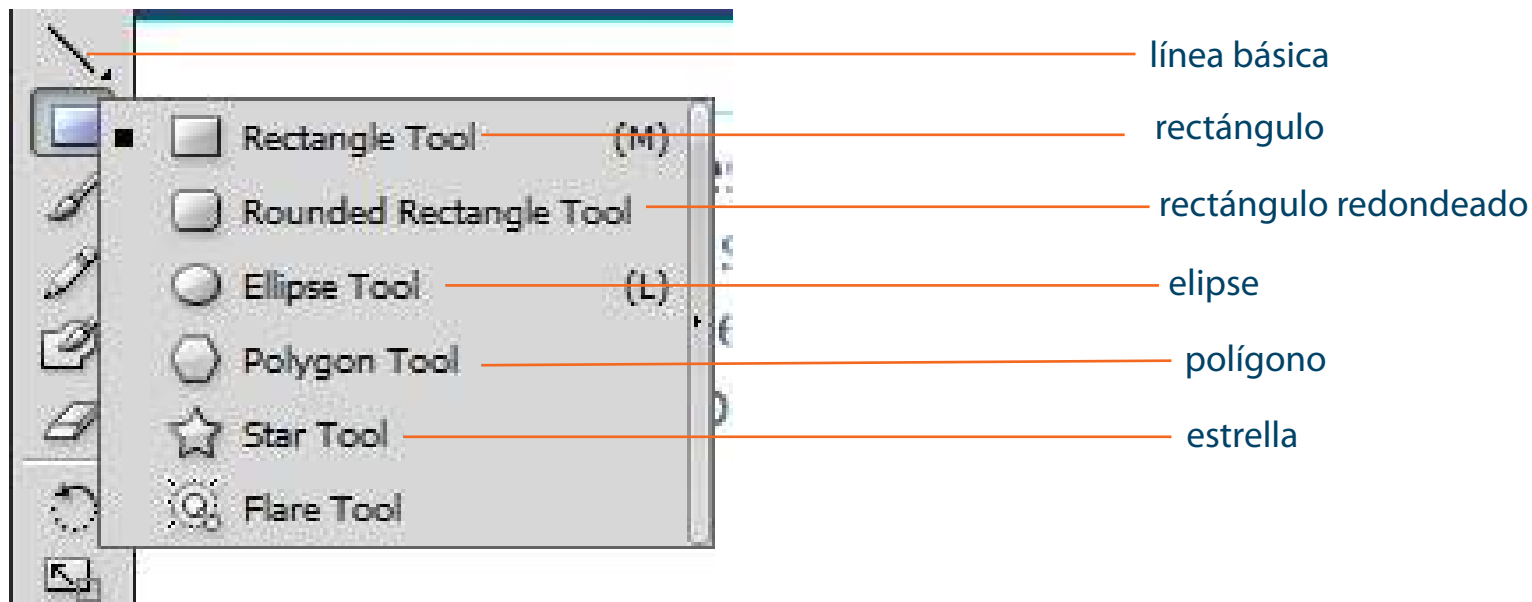 línea básica
Rectangle Tool (M) rectángulo
Rounded Rectangle Tool rectángulo redondeado
Ellipse Tool (L) elipse
Polygon Tool polígono
Star Tool estrella
Flare Tool